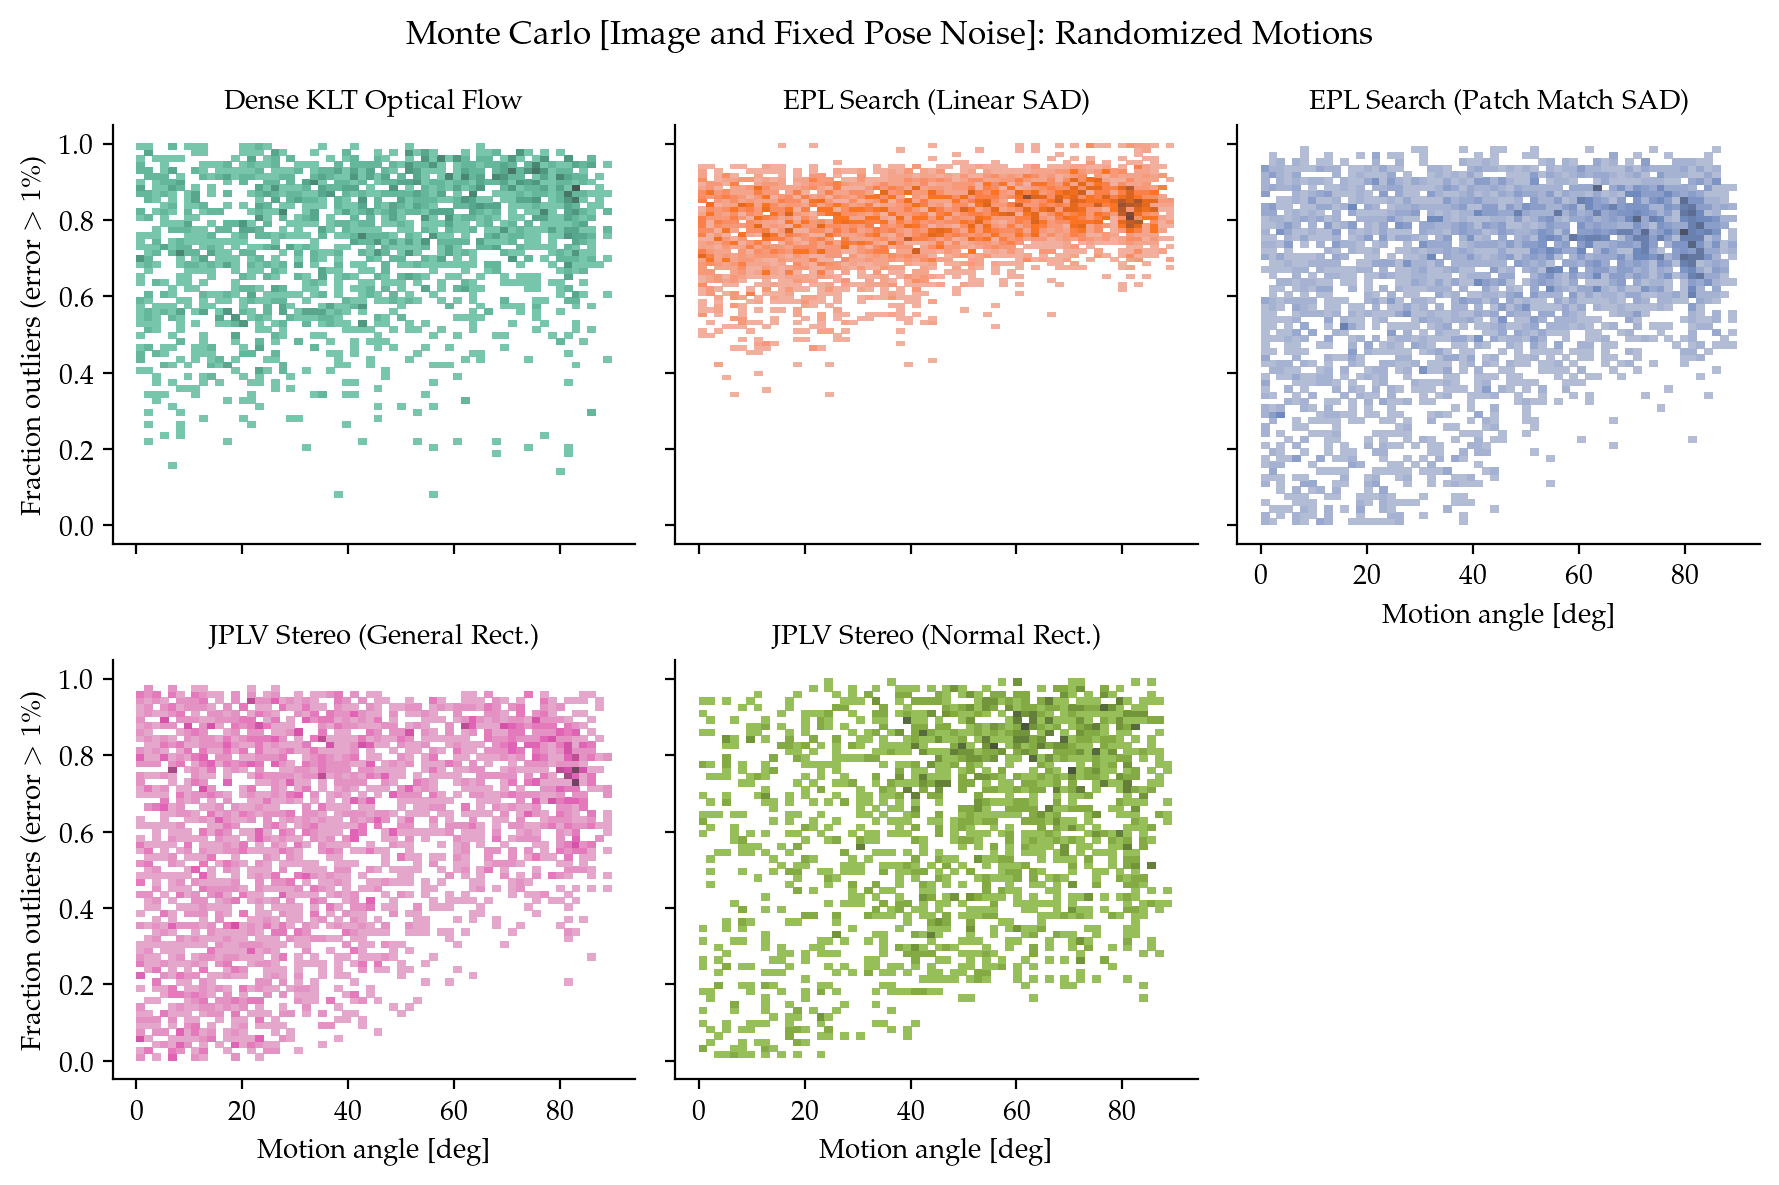 Monte Carlo [Image and Fixed Pose Noise]: Randomized Motions
Dense KLT Optical Flow
EPL Search (Linear SAD)
EPL Search (Patch Match SAD)
Fraction outliers (error > 1%)
1.0
0.8
0.6
0.4
0.2
0.0
0 20 40 60 80
Motion angle [deg]
JPLV Stereo (General Rect.)
JPLV Stereo (Normal Rect.)
Fraction outliers (error > 1%)
1.0
0.8
0.6
0.4
0.2
0.0
0 20 40 60 80
0 20 40 60 80
Motion angle [deg]
Motion angle [deg]